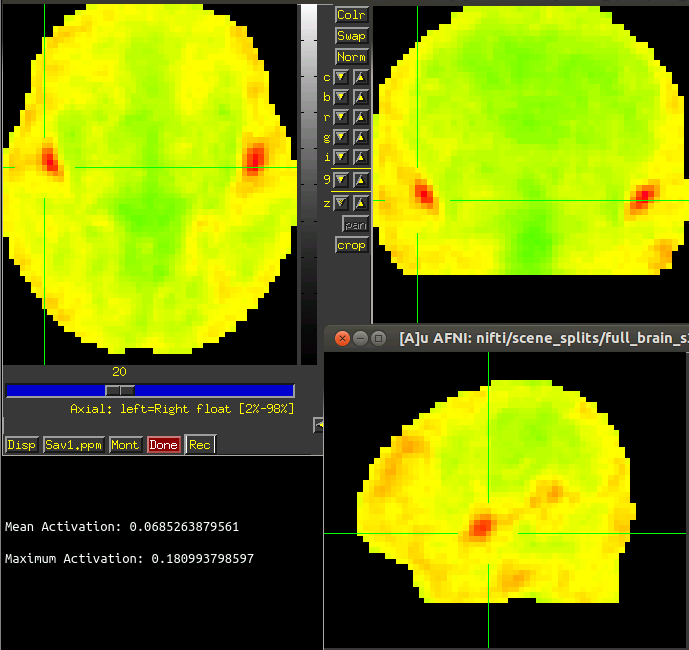 Colr
Swap
Norm
c
b
r
g
i
9
z
pan
crop
[A]u AFNI: nifti/scene_splits/full_brain_s
20
Axial: left=Right float [2%-98%]
Disp
Sav1.ppm
Mont
Done
Rec
Mean Activation: 0.0685263879561
Maximum Activation: 0.180993798597